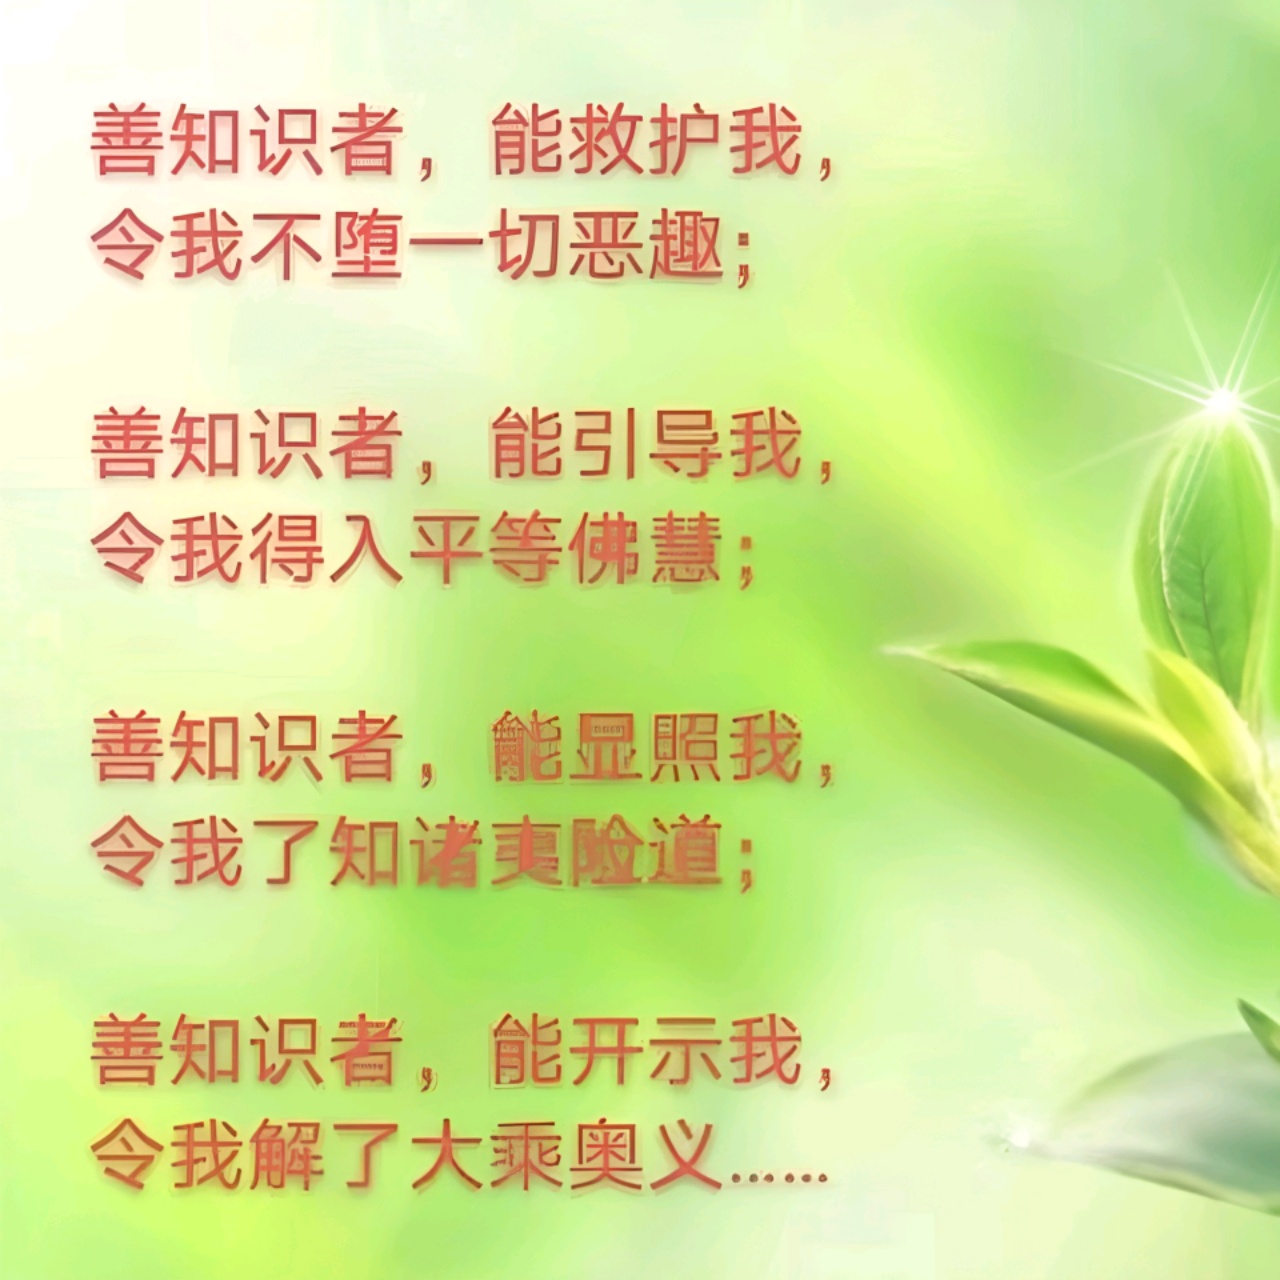 善知识者，能救护我，
令我不堕一切恶趣；
善知识者，能引导我，
令我得入平等佛慧；
善知识者，能显照我，
令我了知诸夷险道；
善知识者，能开示我，
令我解了大乘奥义……